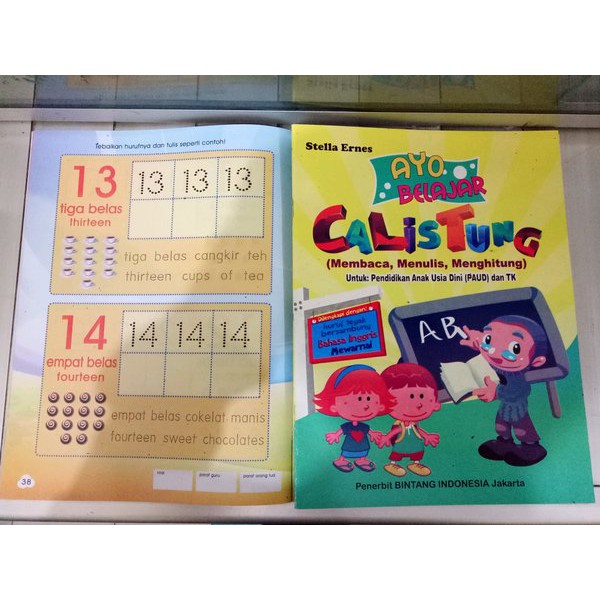 Tebalkan hurufnya dan tulis seperti contoh!
13
tiga belas
thirteen
13 13 13
tiga belas cangkir teh
thirteen cups of tea
14
empat belas
fourteen
14 14 14
empat belas cokelat manis
fourteen sweet chocolates
nilai
paraf guru
paraf orang tua
38
Stella Ernes
AYO
BELAJAR
CALISTUNG
(Membaca, Menulis, Menghitung)
Untuk: Pendidikan Anak Usia Dini (PAUD) dan TK
Dilengkapi dengan:
Huruf Tegak
bersambung
Bahasa Inggris
Mewarnai
AB
Penerbit BINTANG INDONESIA Jakarta